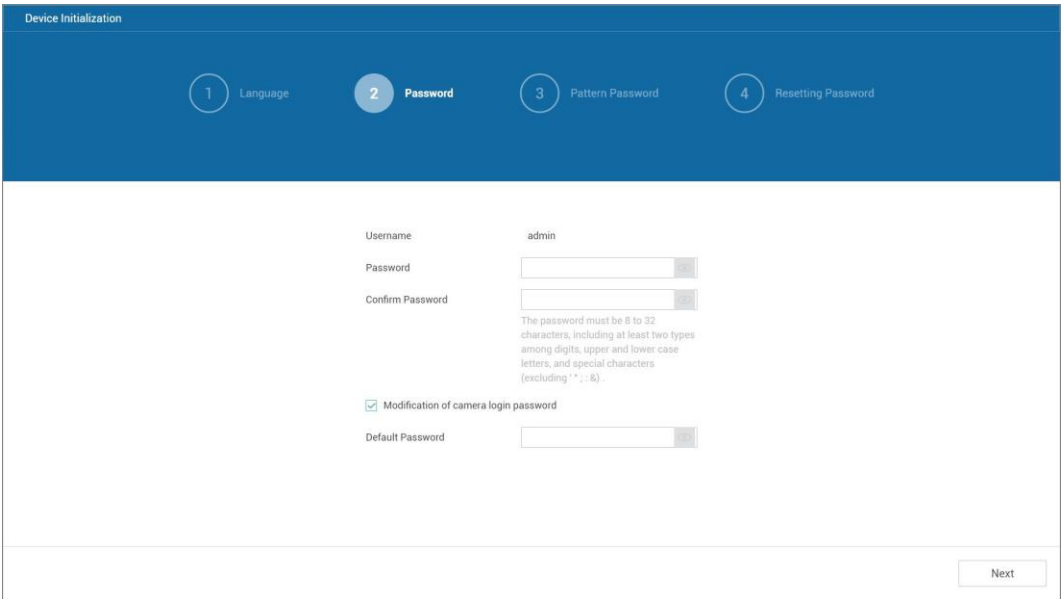 Device Initialization
1 Language 2 Password 3 Pattern Password 4 Resetting Password
Username admin
Password
Confirm Password
The password must be 8 to 32
characters, including at least two types
among digits, upper and lower case
letters, and special characters
(excluding ' " ; : &) .
Modification of camera login password
Default Password
Next